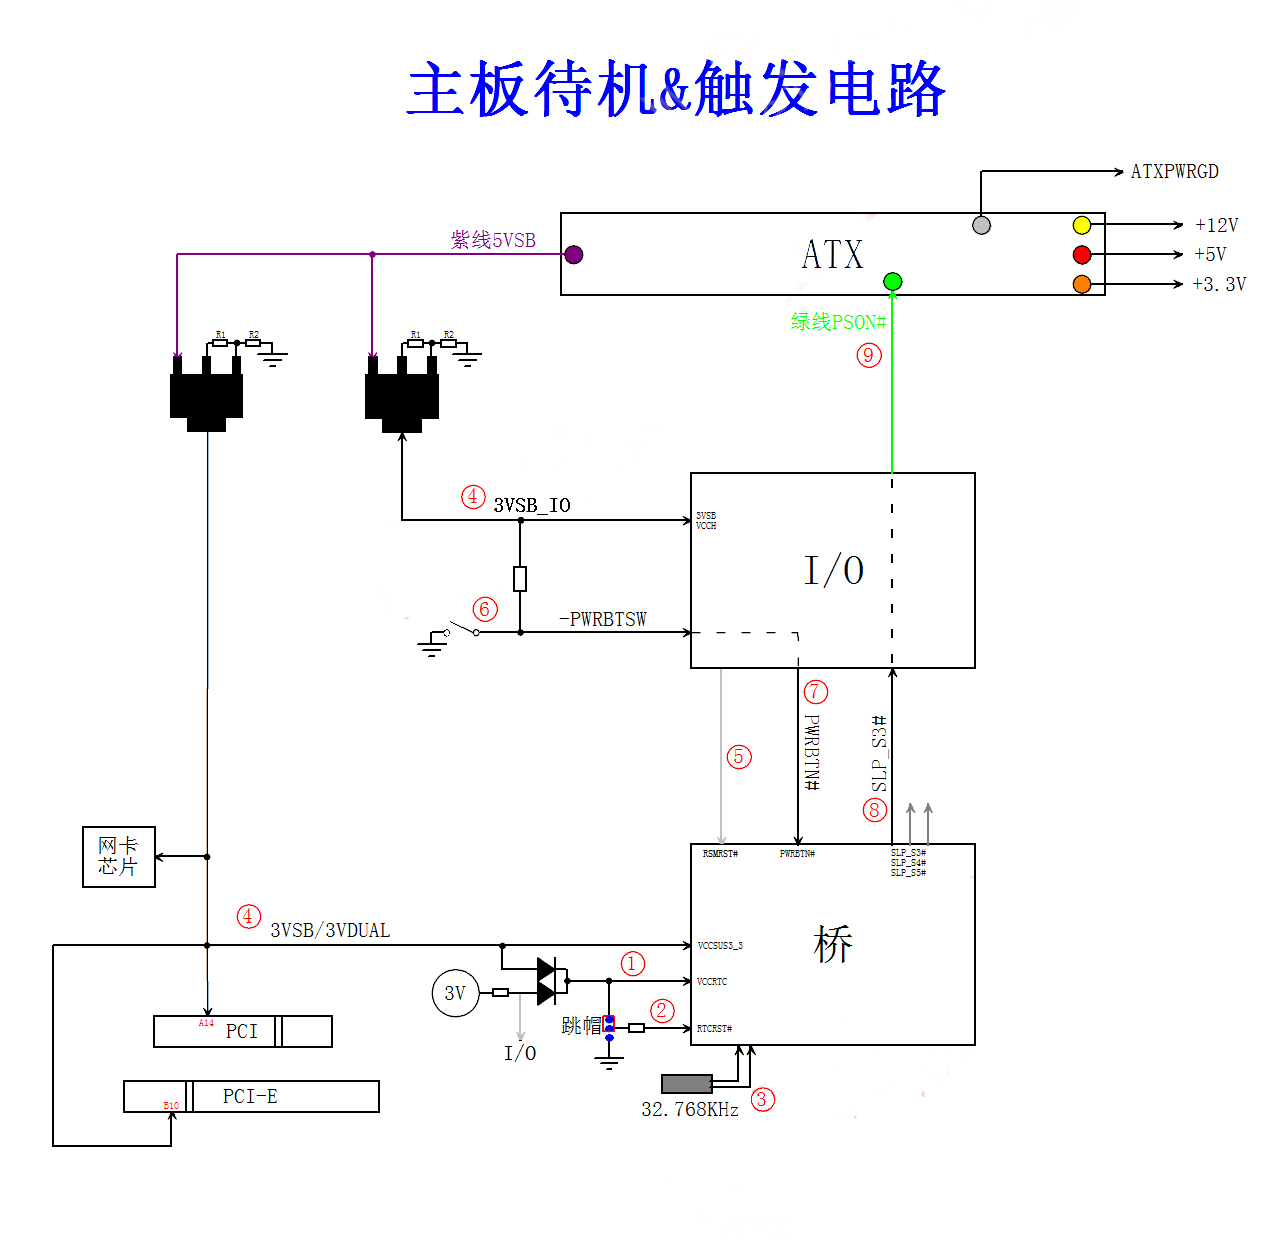 主板待机&触发电路
ATXPWRGD
+12V
紫线5VSB
ATX
+5V
+3.3V
绿线PSON#
⑨
R1
R2
R1
R2
④
3VSB_IO
3VSB
VCCH
I/O
⑥
-PWRBTSW
⑦
PWRBTN#
SLP_S3#
⑤
⑧
网卡
芯片
RSMRST#
PWRBTN#
SLP_S3#
SLP_S4#
SLP_S5#
④
3VSB/3VDUAL
桥
VCCSUS3_3
①
VCCRTC
3V
②
跳帽
RTCRST#
A14
PCI
I/O
B10
PCI-E
32.768KHz
③